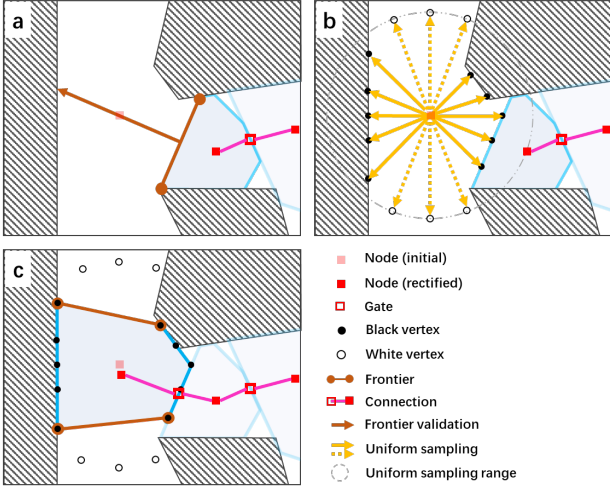 a
b
c
Node (initial)
Node (rectified)
Gate
Black vertex
White vertex
Frontier
Connection
Frontier validation
Uniform sampling
Uniform sampling range